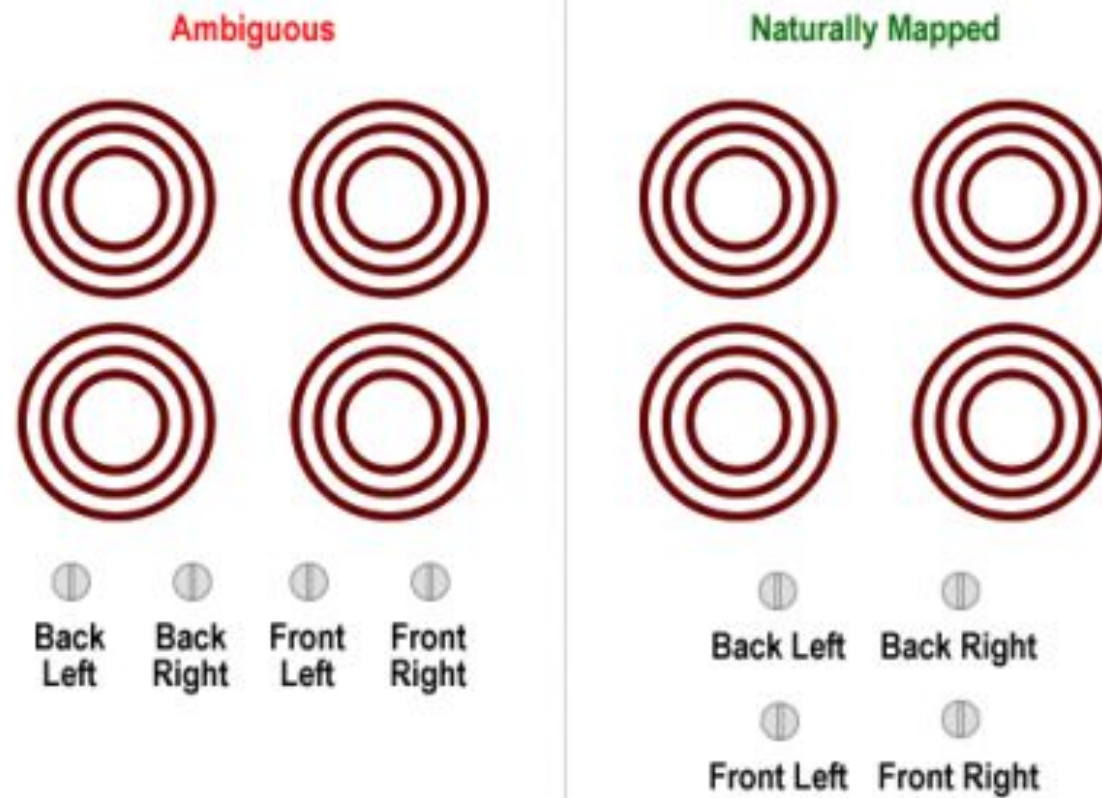 Ambiguous
Back
Left
Back
Right
Front
Left
Front
Right
Naturally Mapped
Back Left
Back Right
Front Left
Front Right